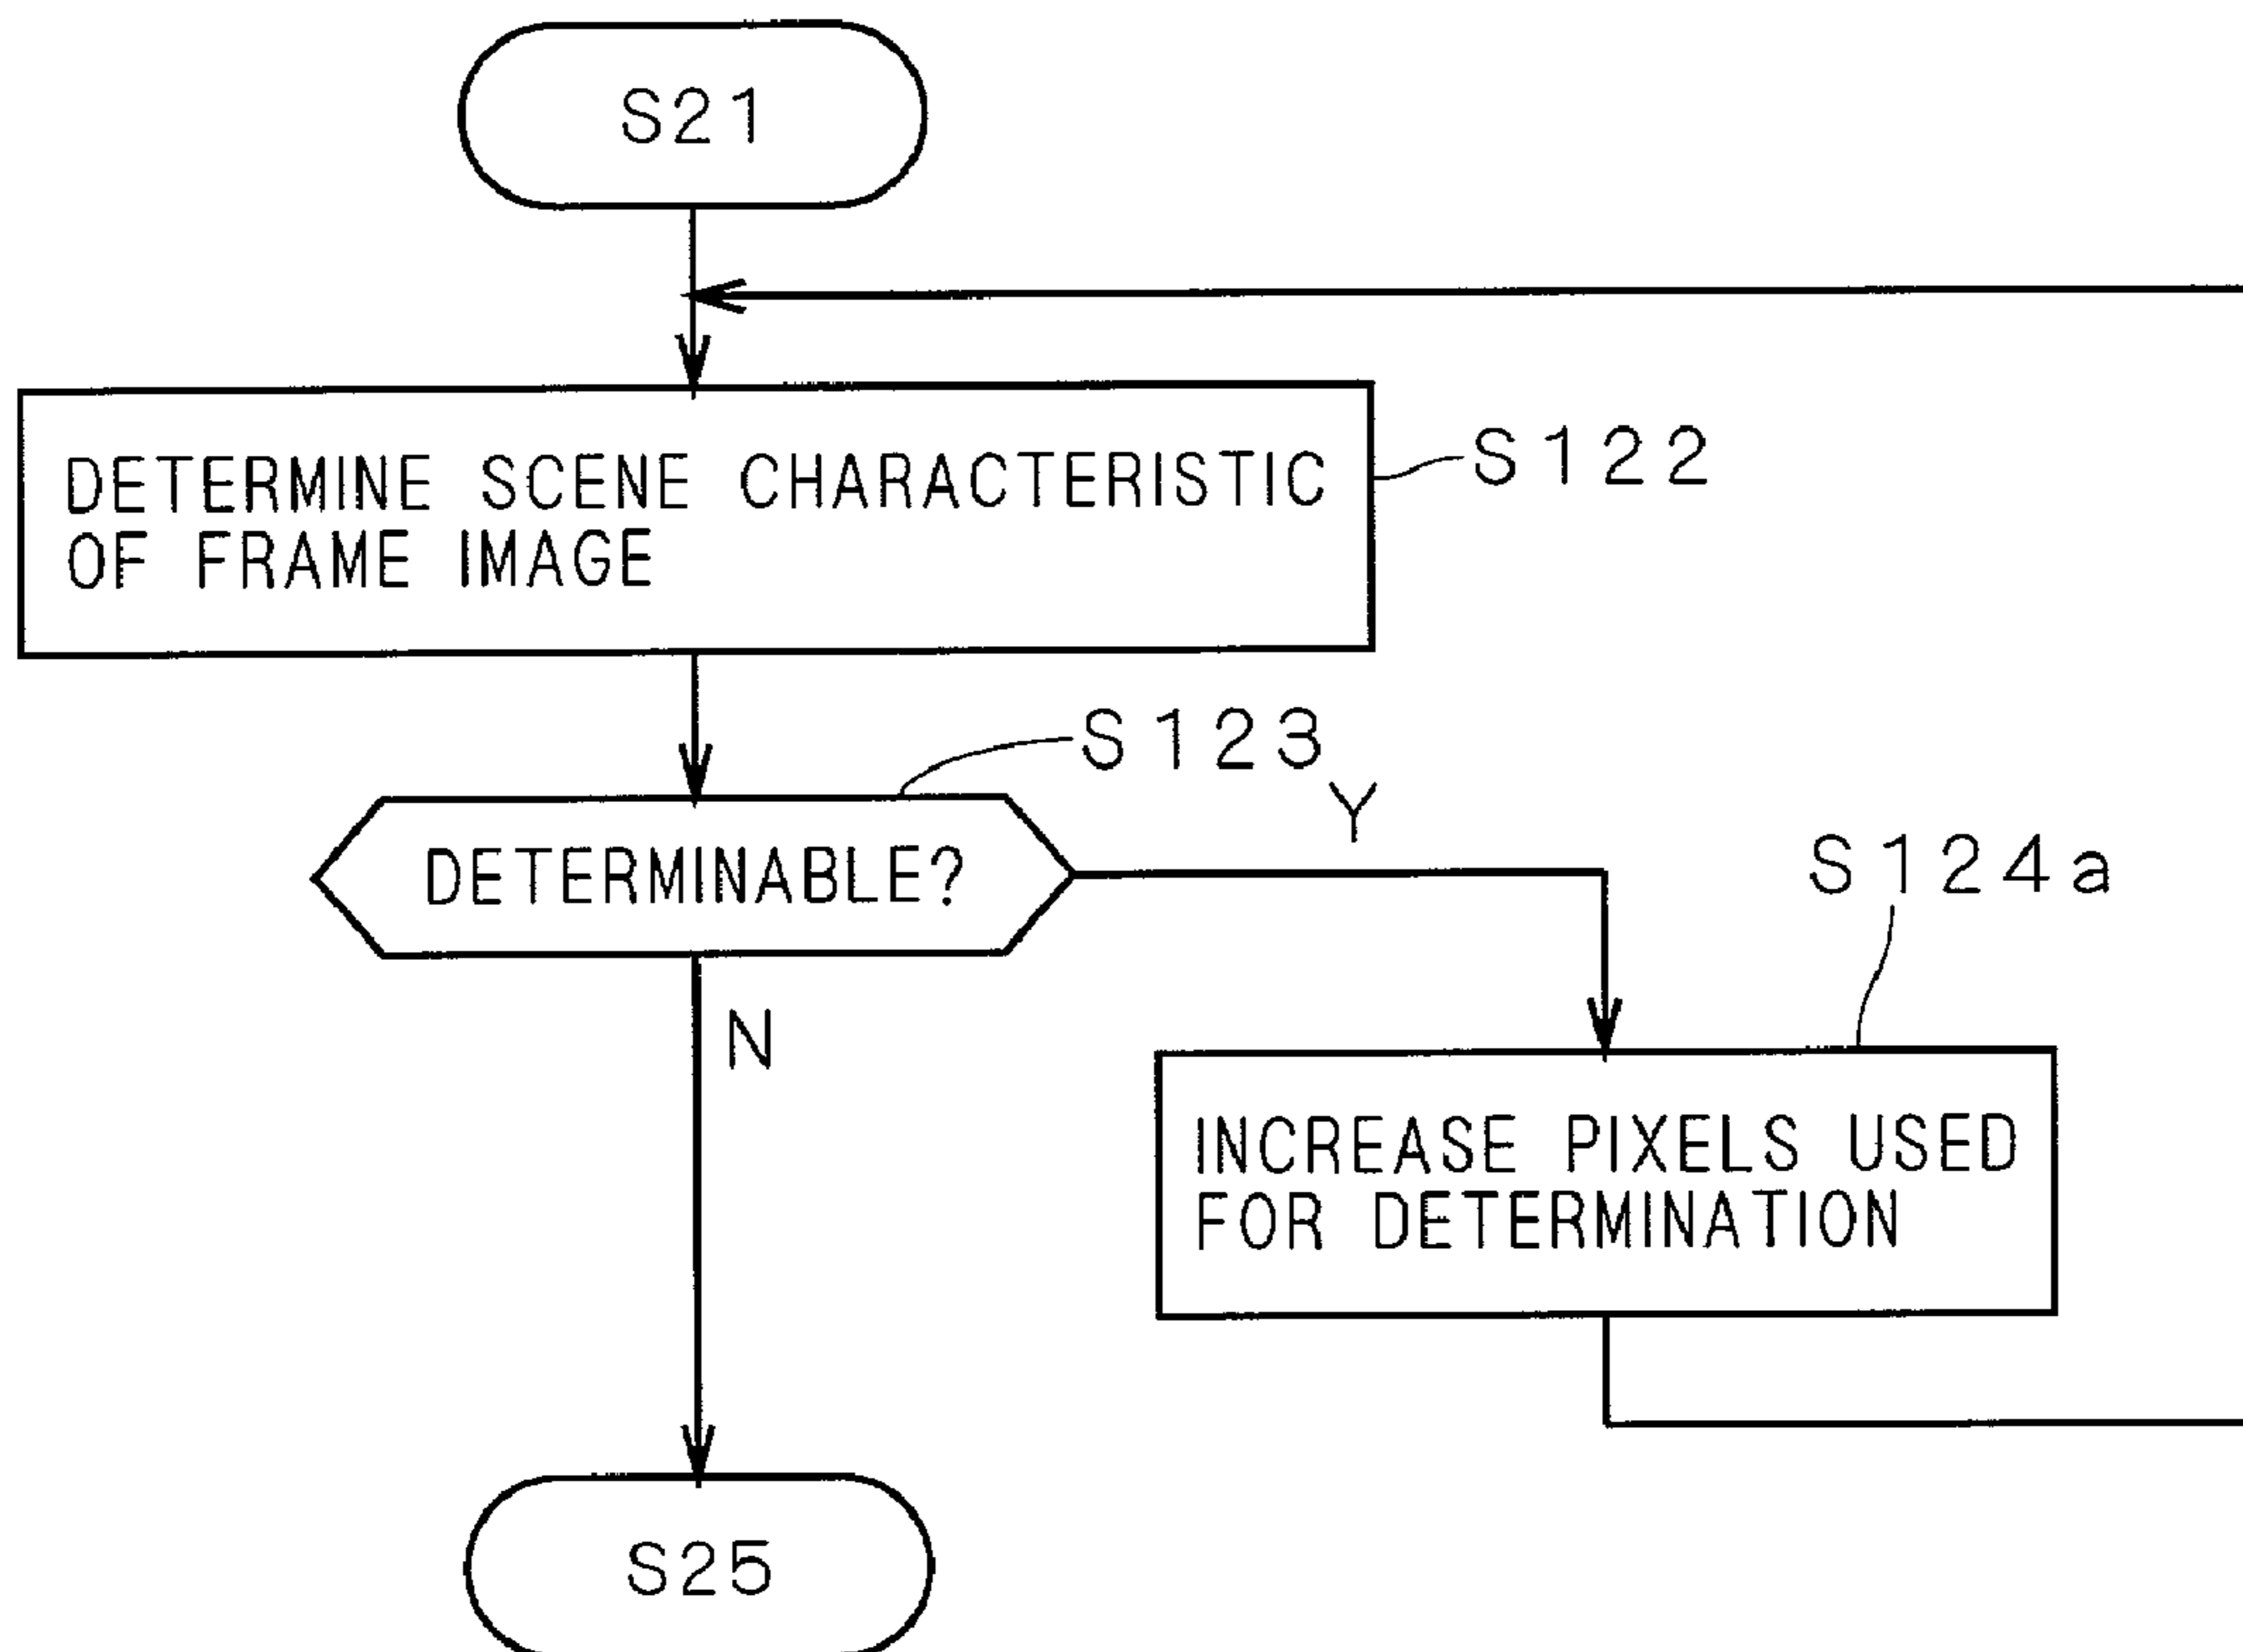 S21
DETERMINE SCENE CHARACTERISTIC
OF FRAME IMAGE
S122
S123
DETERMINABLE?
Y
N
S124a
INCREASE PIXELS USED
FOR DETERMINATION
S25